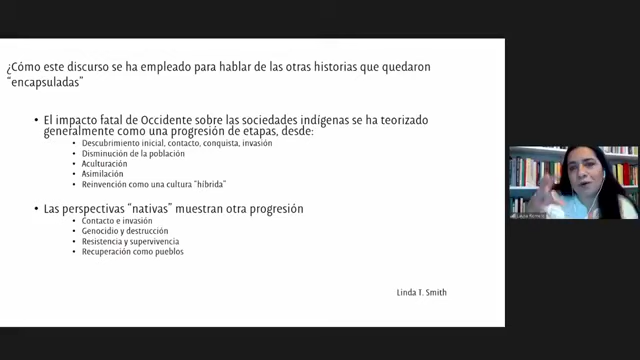 ¿Cómo este discurso se ha empleado para hablar de las otras historias que quedaron
“encapsuladas”
• El impacto fatal de Occidente sobre las sociedades indígenas se ha teorizado
generalmente como una progresión de etapas, desde:
• Descubrimiento inicial, contacto, conquista, invasión
• Disminución de la población
• Aculturación
• Asimilación
• Reinvención como una cultura “híbrida”
• Las perspectivas “nativas” muestran otra progresión
• Contacto e invasión
• Genocidio y destrucción
• Resistencia y supervivencia
• Recuperación como pueblos
Linda T. Smith